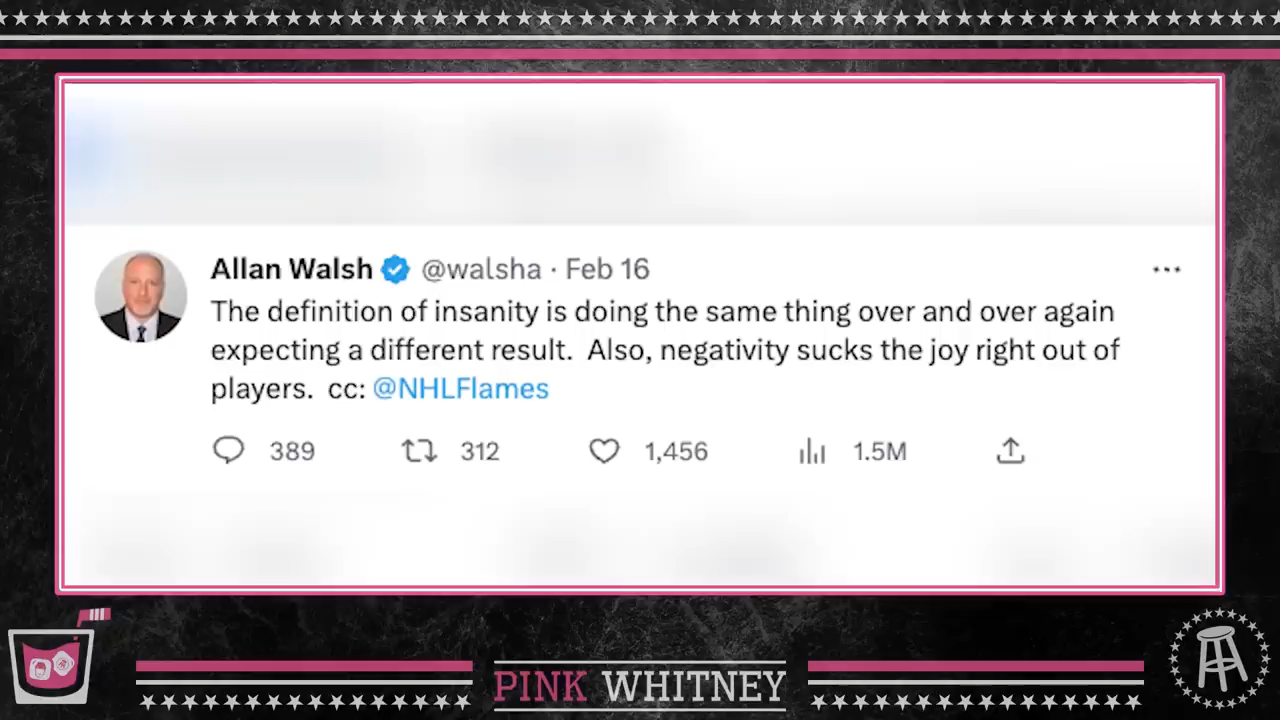 Allan Walsh @walsha · Feb 16
The definition of insanity is doing the same thing over and over again
expecting a different result.  Also, negativity sucks the joy right out of
players.  cc: @NHLFlames
389 312 1,456 1.5M
PINK WHITNEY